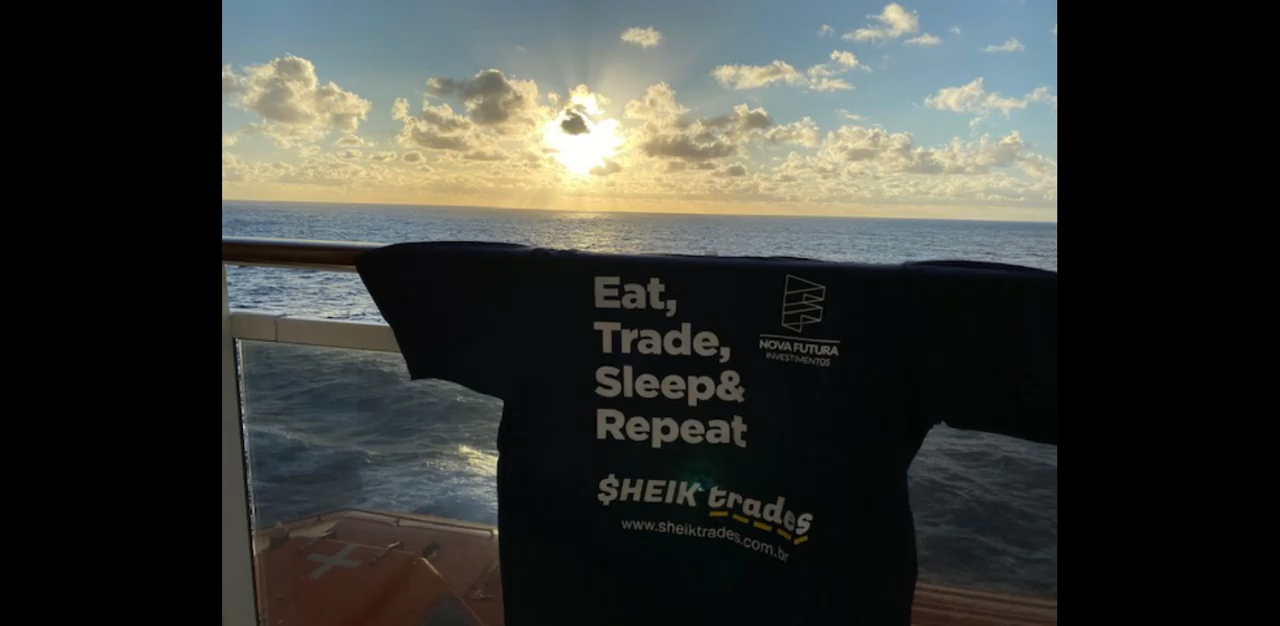 Eat,
Trade,
Sleep&
Repeat
NOVA FUTURA
INVESTIMENTOS
$HEIK trades
www.sheiktrades.com.br